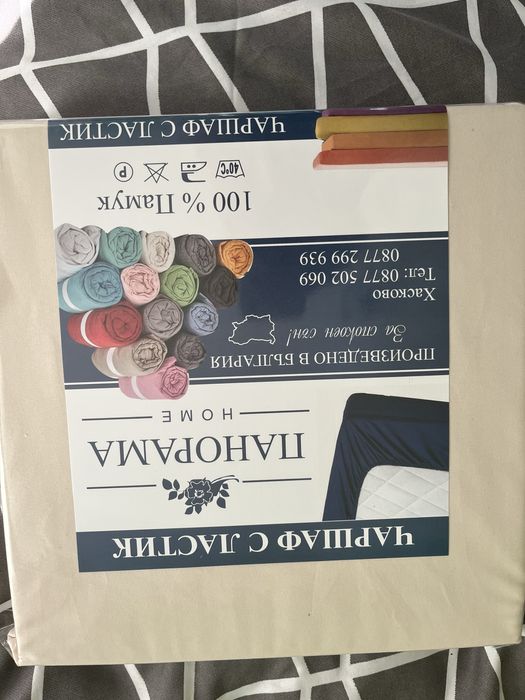 ЧАРШАФ С ЛАСТИК
ПАНОРАМА
HOME
ПРОИЗВЕДЕНО В БЪЛГАРИЯ
За спокоен сън!
Хасково
Тел: 0877 502 069
0877 299 939
100 % Памук
40°C
P
ЧАРШАФ С ЛАСТИК